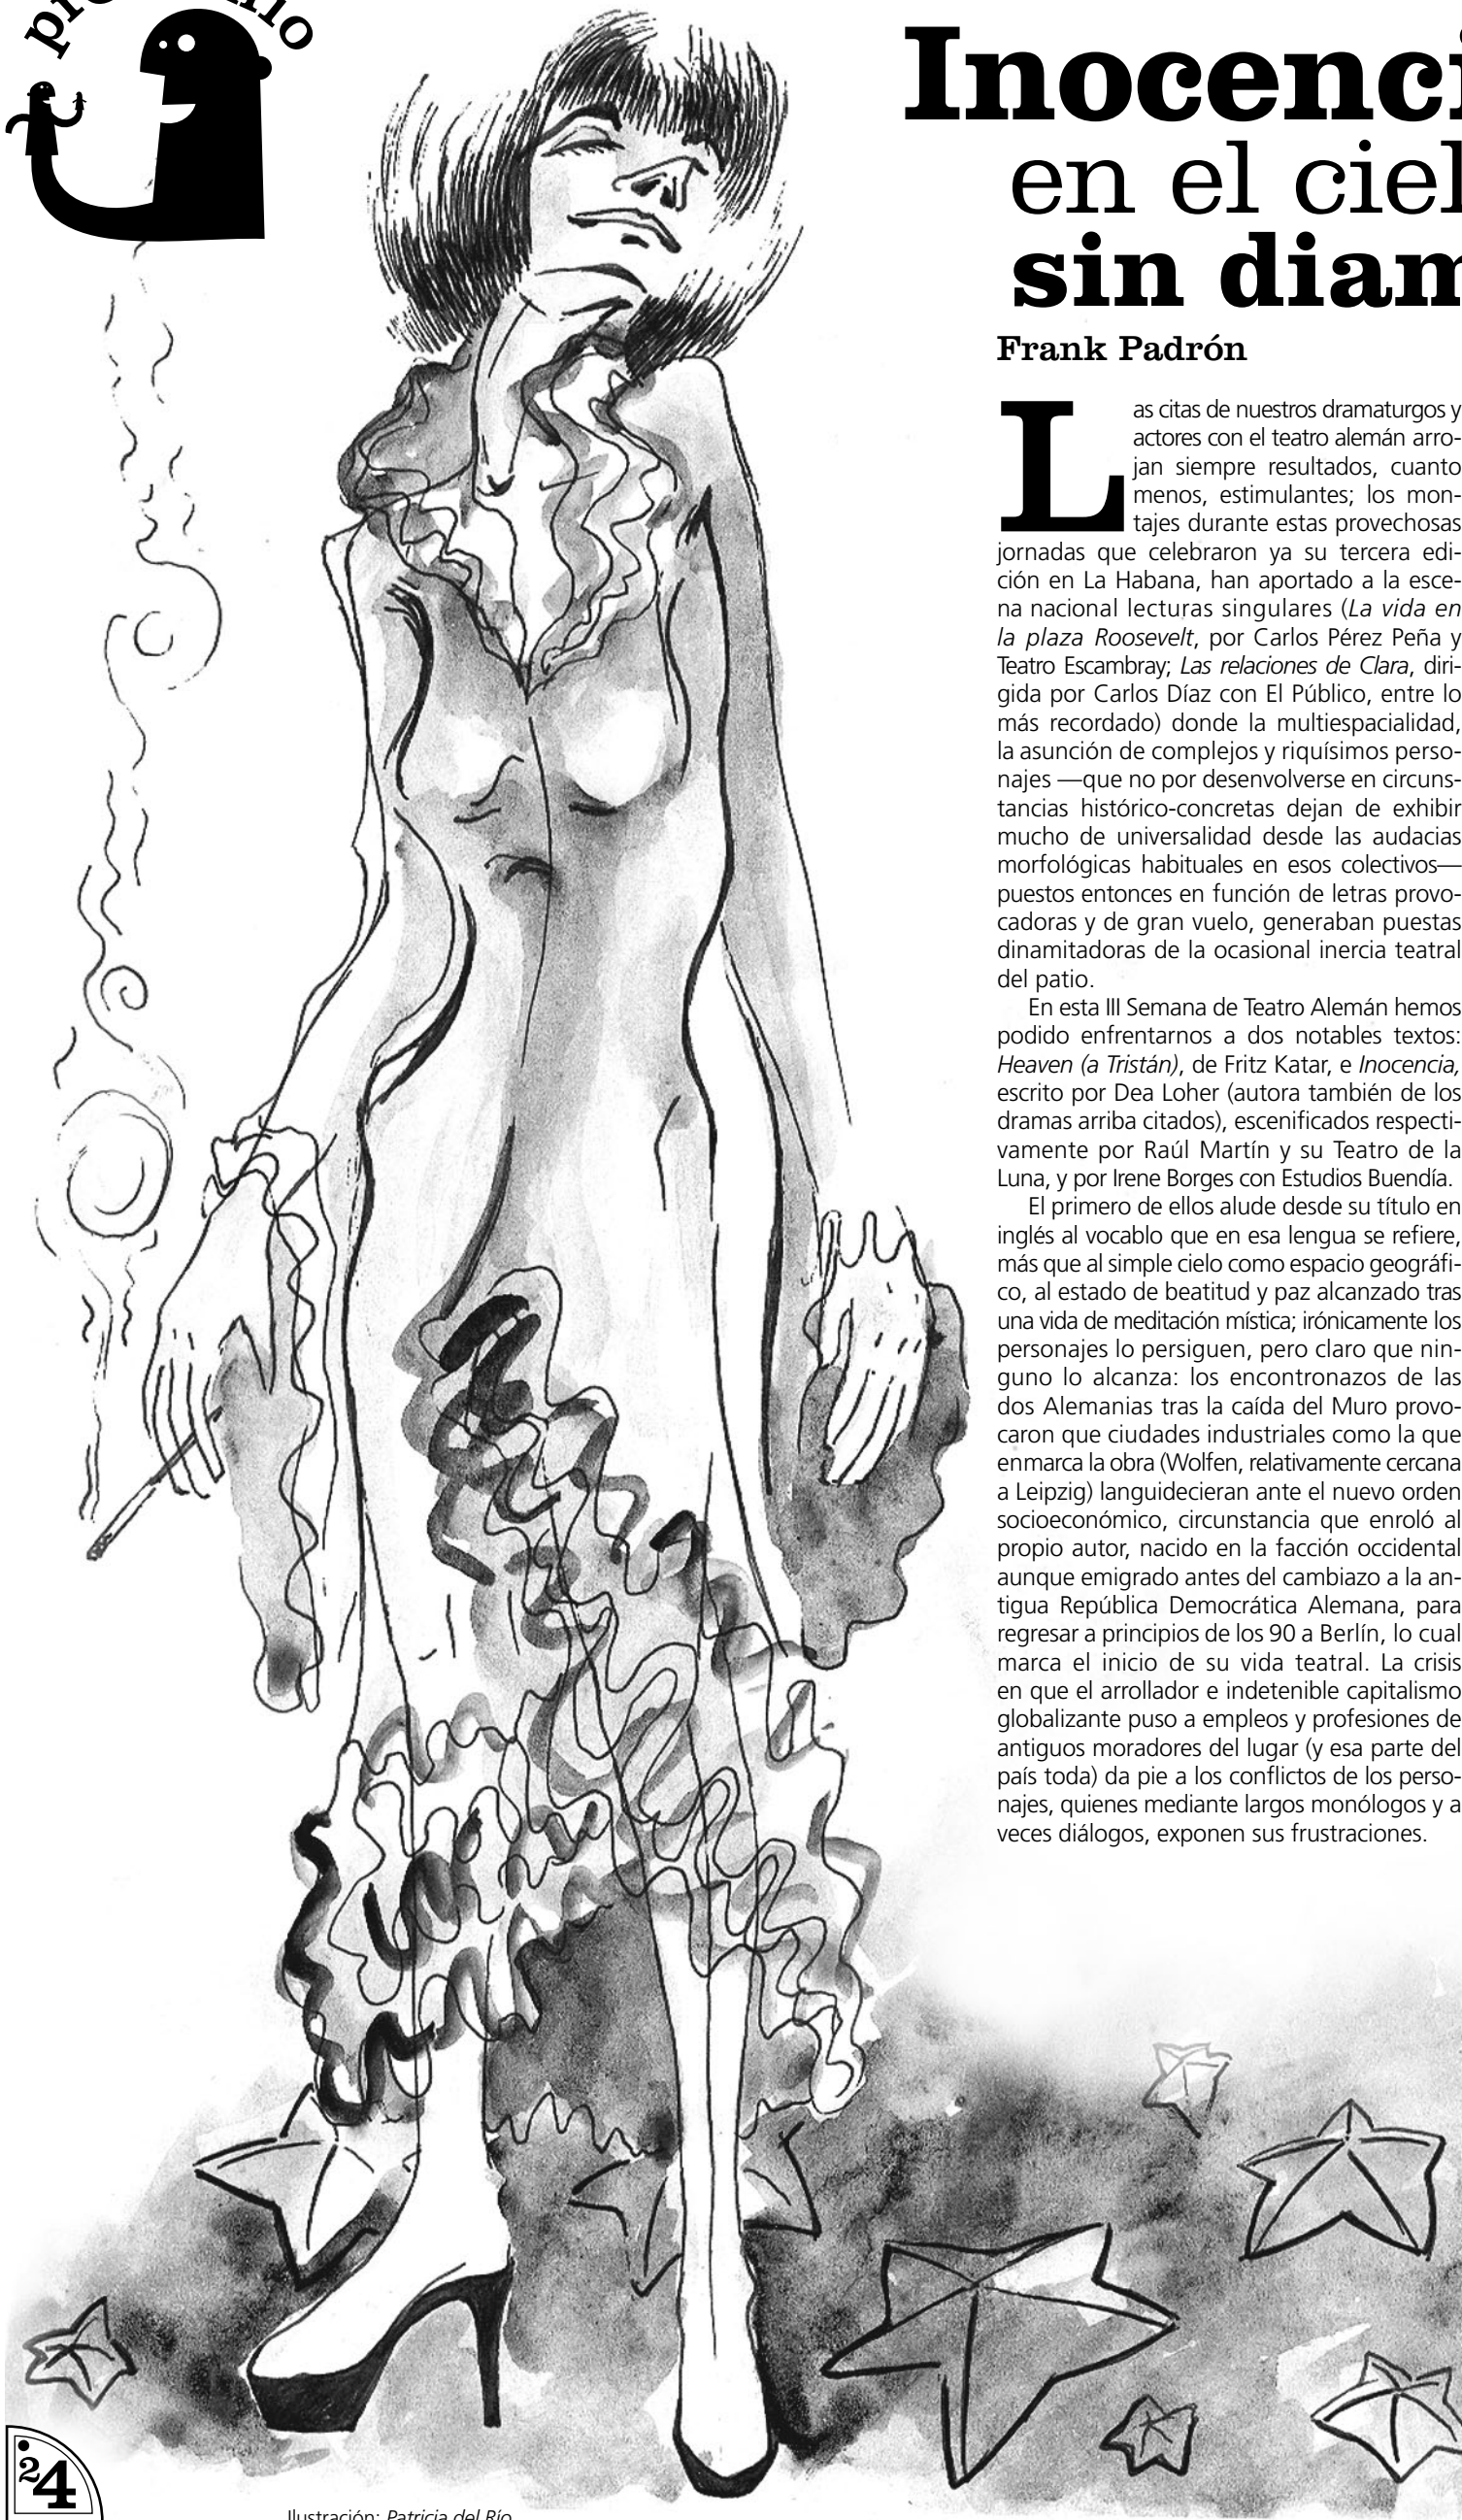 Inocenci
en el ciel
sin diam
Frank Padrón
Las citas de nuestros dramaturgos y
actores con el teatro alemán arro-
jan siempre resultados, cuanto
menos, estimulantes; los mon-
tajes durante estas provechosas
jornadas que celebraron ya su tercera edi-
ción en La Habana, han aportado a la esce-
na nacional lecturas singulares (La vida en
la plaza Roosevelt, por Carlos Pérez Peña y
Teatro Escambray; Las relaciones de Clara, diri-
gida por Carlos Díaz con El Público, entre lo
más recordado) donde la multiespacialidad,
la asunción de complejos y riquísimos perso-
najes —que no por desenvolverse en circuns-
tancias histórico-concretas dejan de exhibir
mucho de universalidad desde las audacias
morfológicas habituales en esos colectivos—
puestos entonces en función de letras provo-
cadoras y de gran vuelo, generaban puestas
dinamitadoras de la ocasional inercia teatral
del patio.
En esta III Semana de Teatro Alemán hemos
podido enfrentarnos a dos notables textos:
Heaven (a Tristán), de Fritz Katar, e Inocencia,
escrito por Dea Loher (autora también de los
dramas arriba citados), escenificados respecti-
vamente por Raúl Martín y su Teatro de la
Luna, y por Irene Borges con Estudios Buendía.
El primero de ellos alude desde su título en
inglés al vocablo que en esa lengua se refiere,
más que al simple cielo como espacio geográfi-
co, al estado de beatitud y paz alcanzado tras
una vida de meditación mística; irónicamente los
personajes lo persiguen, pero claro que nin-
guno lo alcanza: los encontronazos de las
dos Alemanias tras la caída del Muro provo-
caron que ciudades industriales como la que
enmarca la obra (Wolfen, relativamente cercana
a Leipzig) languidecieran ante el nuevo orden
socioeconómico, circunstancia que enroló al
propio autor, nacido en la facción occidental
aunque emigrado antes del cambiazo a la an-
tigua República Democrática Alemana, para
regresar a principios de los 90 a Berlín, lo cual
marca el inicio de su vida teatral. La crisis
en que el arrollador e indetenible capitalismo
globalizante puso a empleos y profesiones de
antiguos moradores del lugar (y esa parte del
país toda) da pie a los conflictos de los perso-
najes, quienes mediante largos monólogos y a
veces diálogos, exponen sus frustraciones.
24
Ilustración: Patricia del Río